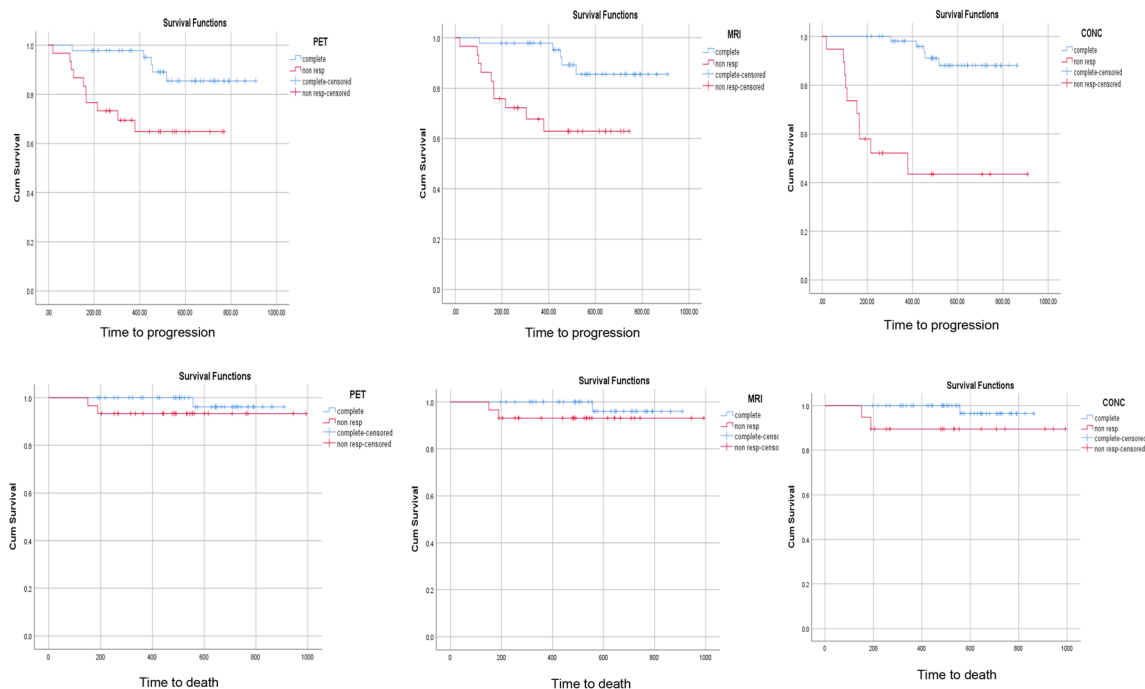 Survival Functions
PET
complete
non resp
complete-censored
non resp-censored
Cum Survival
1.0
0.8
0.6
0.4
0.2
0.0
.00 200.00 400.00 600.00 800.00 1000.00
Time to progression
Survival Functions
MRI
complete
non resp
complete-censored
non resp-censored
Cum Survival
1.0
0.8
0.6
0.4
0.2
0.0
.00 200.00 400.00 600.00 800.00 1000.00
Time to progression
Survival Functions
CONC
complete
non resp
complete-censored
non resp-censored
Cum Survival
1.0
0.8
0.6
0.4
0.2
0.0
.00 200.00 400.00 600.00 800.00 1000.00
Time to progression
Survival Functions
PET
complete
non resp
complete-censored
non resp-censored
Cum Survival
1.0
0.8
0.6
0.4
0.2
0.0
0 200 400 600 800 1000
Time to death
Survival Functions
MRI
complete
non resp
complete-censo
non resp-censo
Cum Survival
1.0
0.8
0.6
0.4
0.2
0.0
0 200 400 600 800 1000
Time to death
Survival Functions
CONC
complete
non resp
complete-censored
non resp-censored
Cum Survival
1.0
0.8
0.6
0.4
0.2
0.0
0 200 400 600 800 1000
Time to death